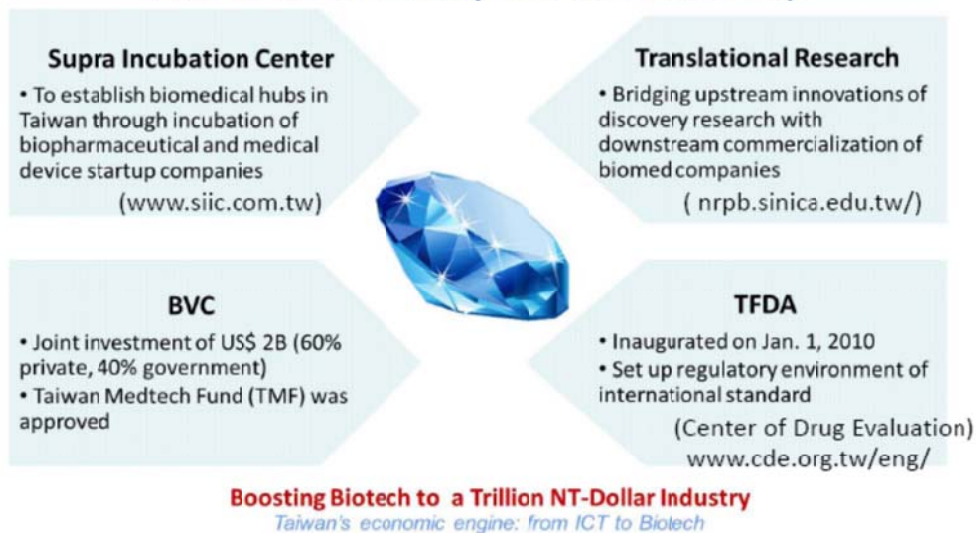 Supra Incubation Center
• To establish biomedical hubs in
Taiwan through incubation of
biopharmaceutical and medical
device startup companies
(www.siic.com.tw)
Translational Research
• Bridging upstream innovations of
discovery research with
downstream commercialization of
biomed companies
( nrpb.sinica.edu.tw/)
BVC
• Joint investment of US$ 2B (60%
private, 40% government)
• Taiwan Medtech Fund (TMF) was
approved
TFDA
• Inaugurated on Jan. 1, 2010
• Set up regulatory environment of
international standard
(Center of Drug Evaluation)
www.cde.org.tw/eng/
Boosting Biotech to a Trillion NT-Dollar Industry
Taiwan's economic engine: from ICT to Biotech